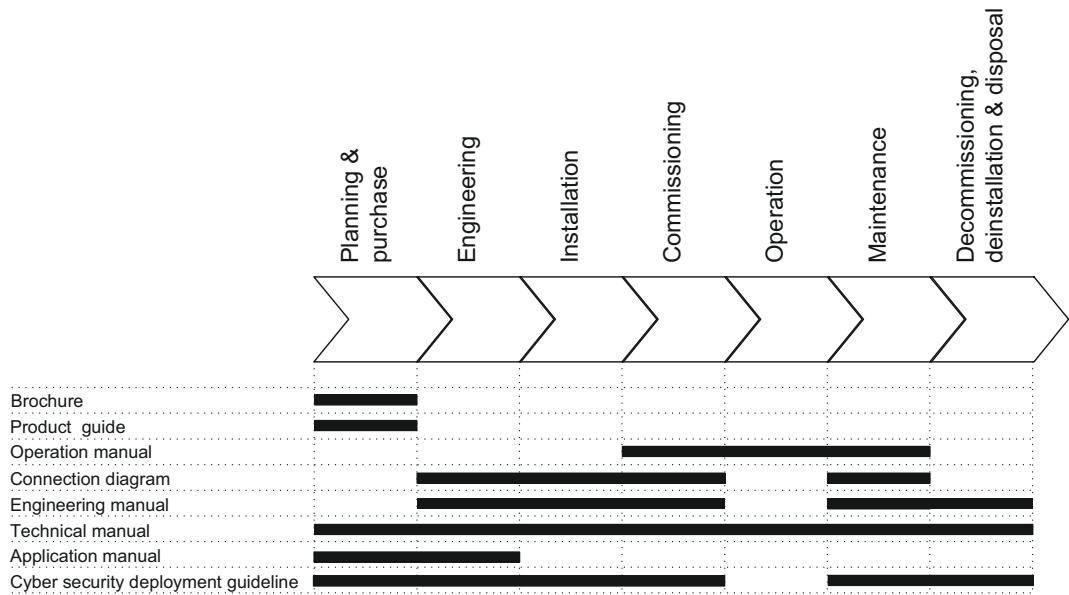 Planning &
purchase
Engineering
Installation
Commissioning
Operation
Maintenance
Decommissioning,
deinstallation & disposal
Brochure
Product guide
Operation manual
Connection diagram
Engineering manual
Technical manual
Application manual
Cyber security deployment guideline